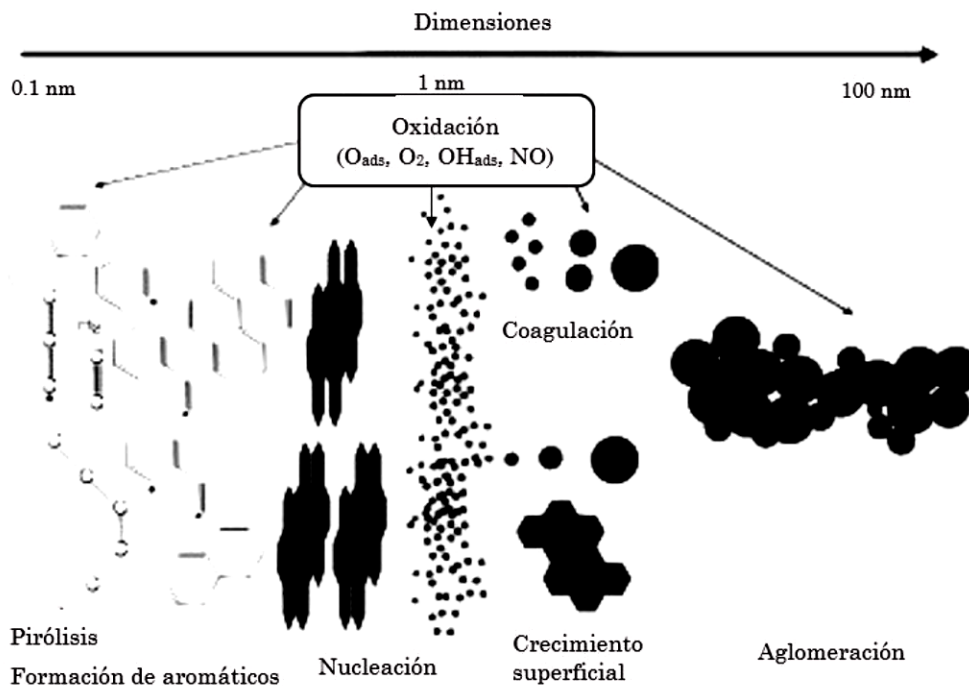 Dimensiones
0.1 nm
1 nm
100 nm
Oxidación
(Oads, O2, OHads, NO)
Coagulación
Pirólisis
Formación de aromáticos
Nucleación
Crecimiento
superficial
Aglomeración